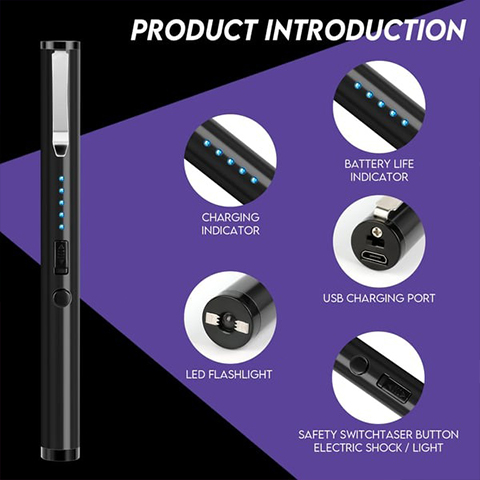 PRODUCT INTRODUCTION
BATTERY LIFE
INDICATOR
CHARGING
INDICATOR
USB CHARGING PORT
LED FLASHLIGHT
SAFETY SWITCHTASER BUTTON
ELECTRIC SHOCK / LIGHT